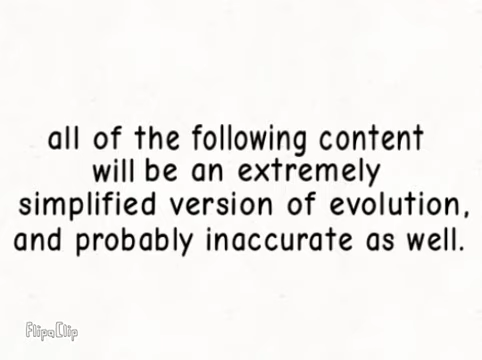 all of the following content
will be an extremely
simplified version of evolution,
and probably inaccurate as well.
FlipaClip